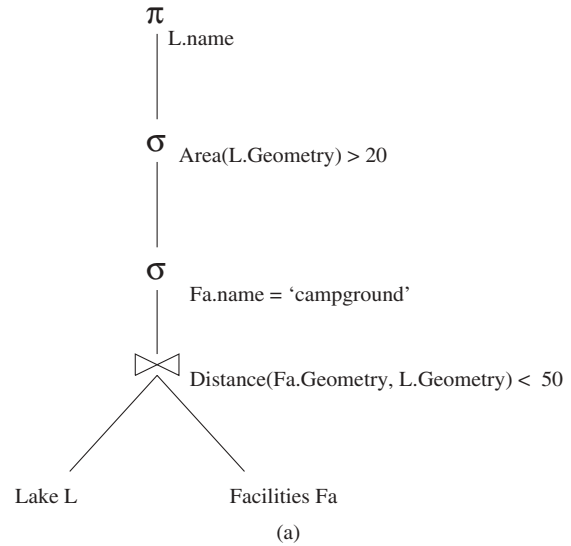 π
L.name
σ
Area(L.Geometry) > 20
σ
Fa.name = ‘campground’
Distance(Fa.Geometry, L.Geometry) < 50
Lake L
Facilities Fa
(a)